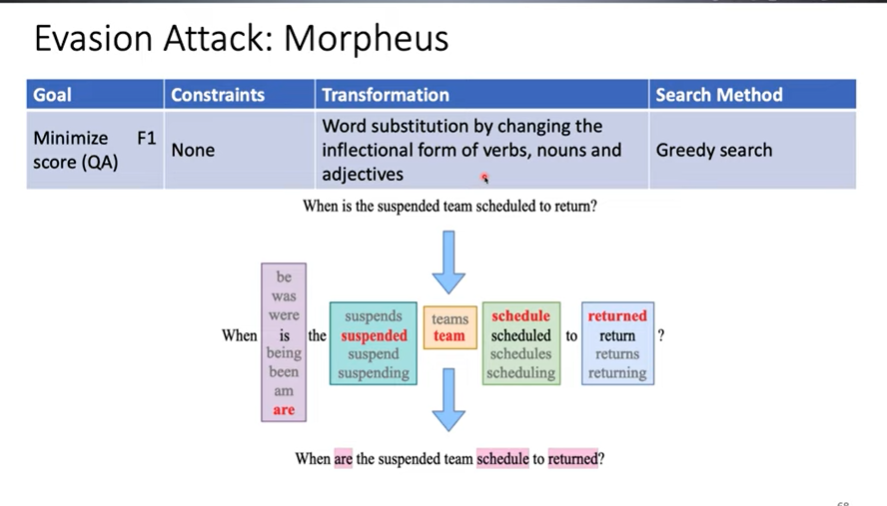 Evasion Attack: Morpheus
Goal Constraints Transformation Search Method
Minimize F1 score (QA)
None
Word substitution by changing the
inflectional form of verbs, nouns and
adjectives
Greedy search
When is the suspended team scheduled to return?
be
was
were suspends teams schedule returned
When is the suspended team scheduled to return ?
being suspend schedules returns
been suspending scheduling returning
am
are
When are the suspended team schedule to returned?